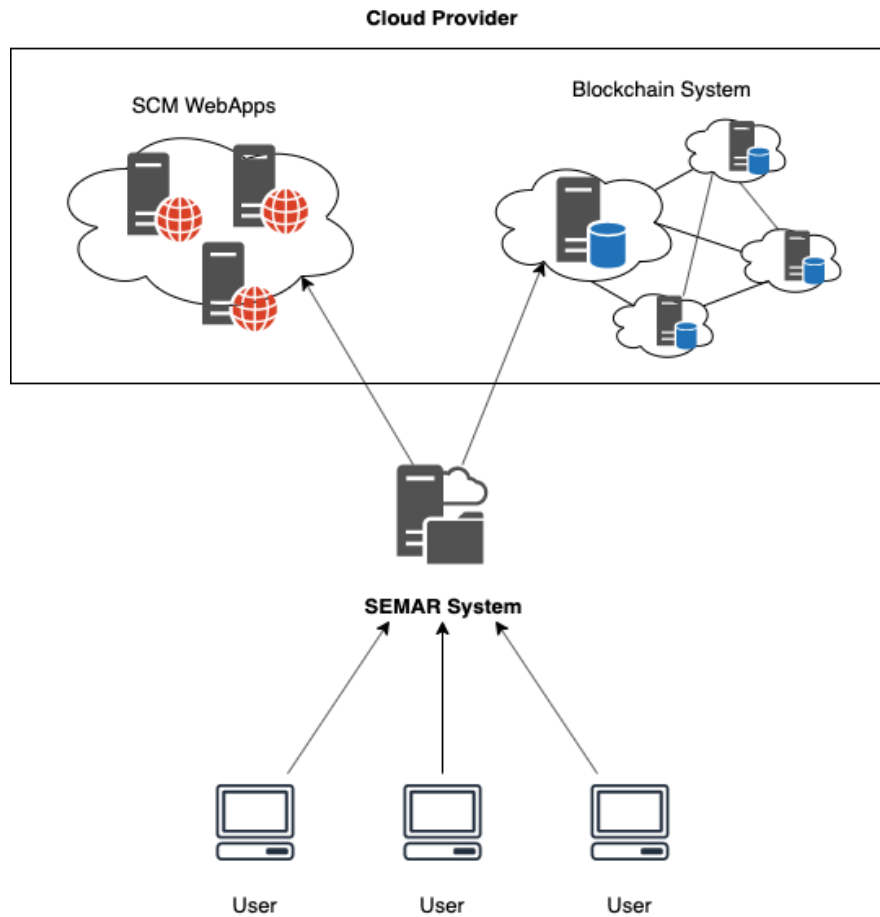 Cloud Provider
SCM WebApps
Blockchain System
SEMAR System
User
User
User